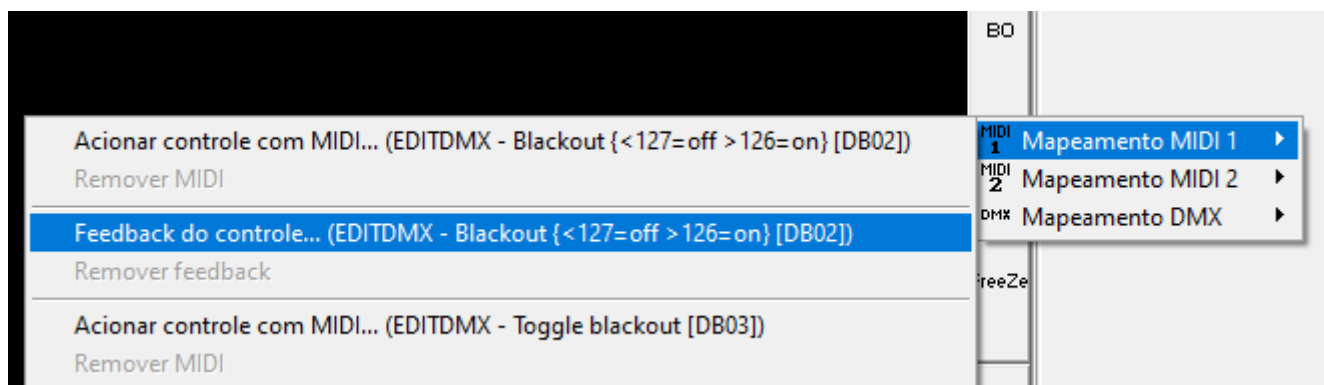 BO
Acionar controle com MIDI... (EDITDMX - Blackout {<127=off >126=on} [DB02])
Remover MIDI
Feedback do controle... (EDITDMX - Blackout {<127=off >126=on} [DB02])
Remover feedback
Acionar controle com MIDI... (EDITDMX - Toggle blackout [DB03])
Remover MIDI
MIDI 1 Mapeamento MIDI 1
MIDI 2 Mapeamento MIDI 2
DMX Mapeamento DMX
FreeZe